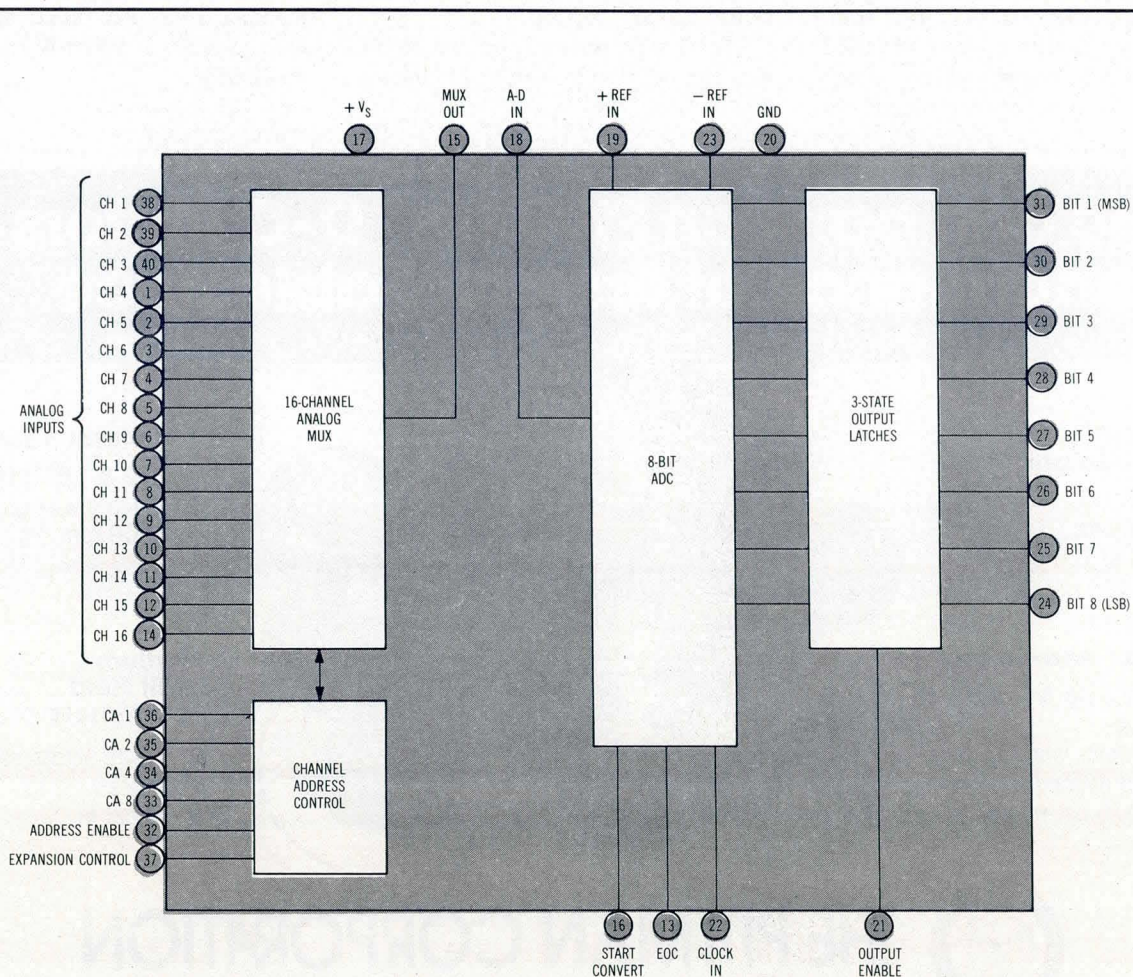 + VS
MUX
OUT
A-D
IN
+ REF
IN
− REF
IN
GND
17
15
18
19
23
20
ANALOG
INPUTS
CH 1 38
CH 2 39
CH 3 40
CH 4 1
CH 5 2
CH 6 3
CH 7 4
CH 8 5
CH 9 6
CH 10 7
CH 11 8
CH 12 9
CH 13 10
CH 14 11
CH 15 12
CH 16 14
16-CHANNEL
ANALOG
MUX
8-BIT
ADC
3-STATE
OUTPUT
LATCHES
31 BIT 1 (MSB)
30 BIT 2
29 BIT 3
28 BIT 4
27 BIT 5
26 BIT 6
25 BIT 7
24 BIT 8 (LSB)
CA 1 36
CA 2 35
CA 4 34
CA 8 33
ADDRESS ENABLE 32
EXPANSION CONTROL 37
CHANNEL
ADDRESS
CONTROL
16
13
22
21
START
CONVERT
EOC
CLOCK
IN
OUTPUT
ENABLE